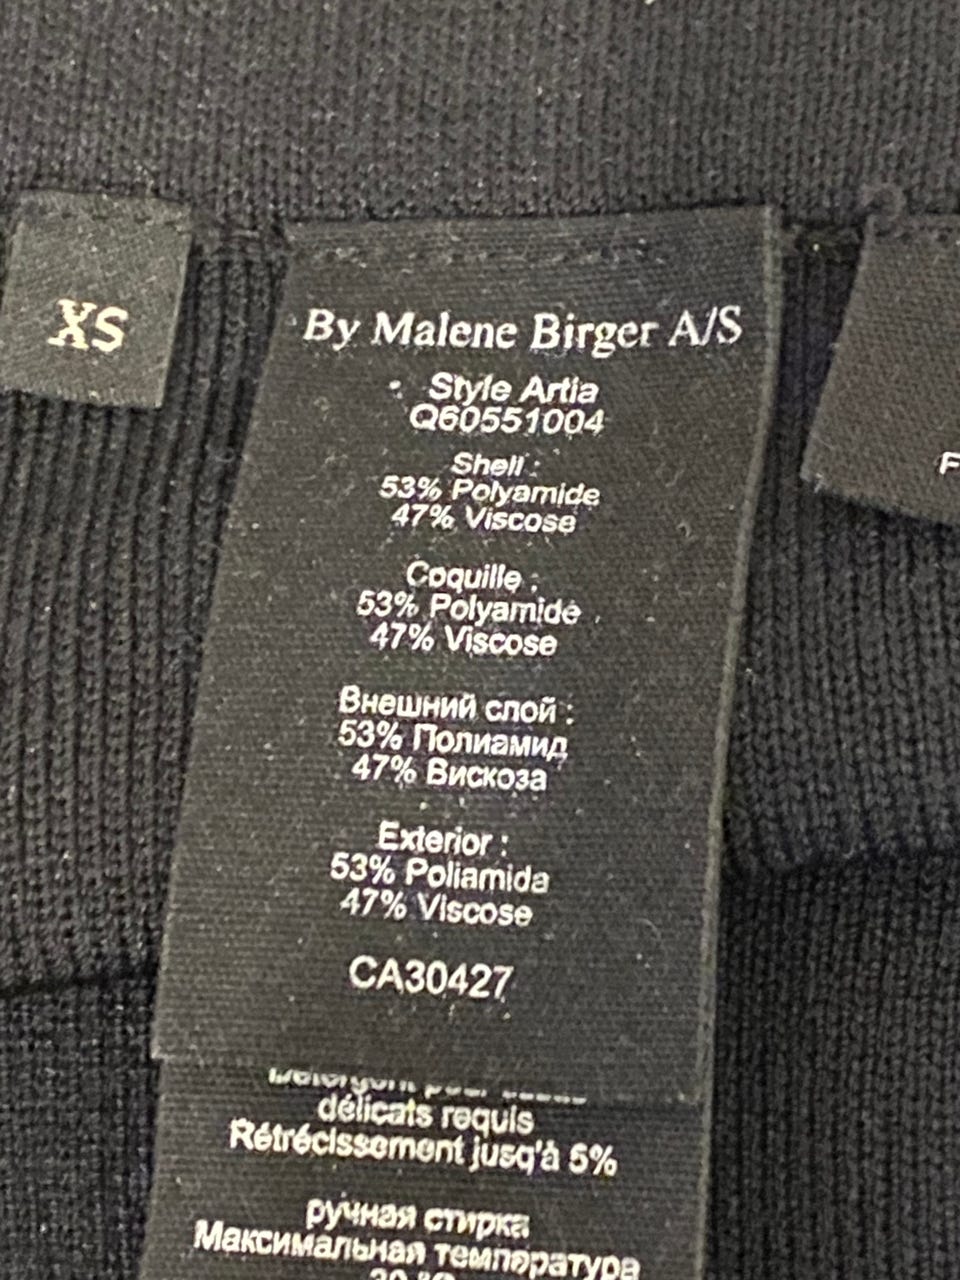 XS
By Malene Birger A/S
Style Artia
Q60551004
Shell :
53% Polyamide
47% Viscose
Coquille :
53% Polyamide
47% Viscose
Внешний слой :
53% Полиамид
47% Вискоза
Exterior :
53% Poliamida
47% Viscose
CA30427
délicats requis
Rétrécissement jusq'à 5%
ручная стирка
Максимальная температура
F